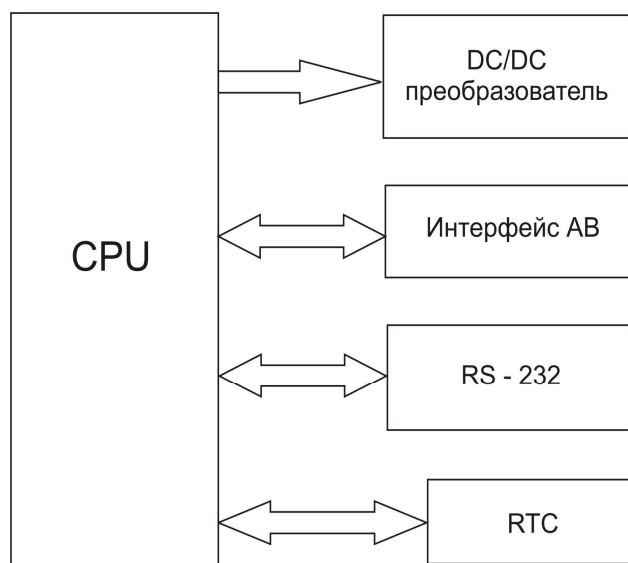 DC/DC
преобразователь
Интерфейс АВ
CPU
RS - 232
RTC